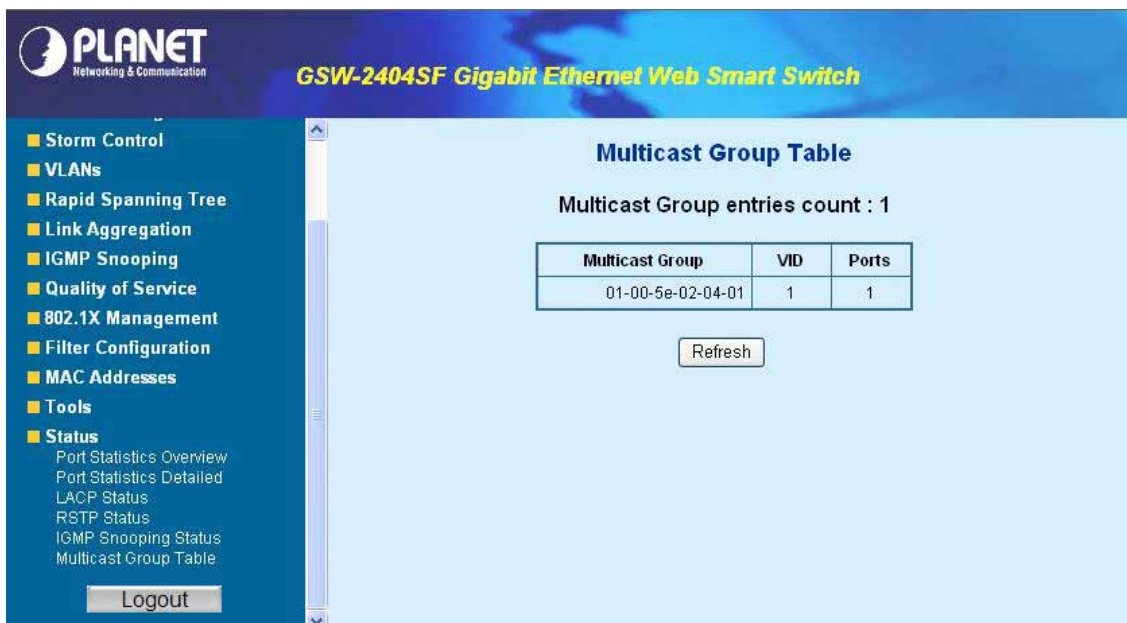 PLANET
Networking & Communication
GSW-2404SF Gigabit Ethernet Web Smart Switch
Storm Control
VLANs
Rapid Spanning Tree
Link Aggregation
IGMP Snooping
Quality of Service
802.1X Management
Filter Configuration
MAC Addresses
Tools
Status
Port Statistics Overview
Port Statistics Detailed
LACP Status
RSTP Status
IGMP Snooping Status
Multicast Group Table
Logout
Multicast Group Table
Multicast Group entries count : 1
Multicast Group VID Ports
01-00-5e-02-04-01 1 1
Refresh